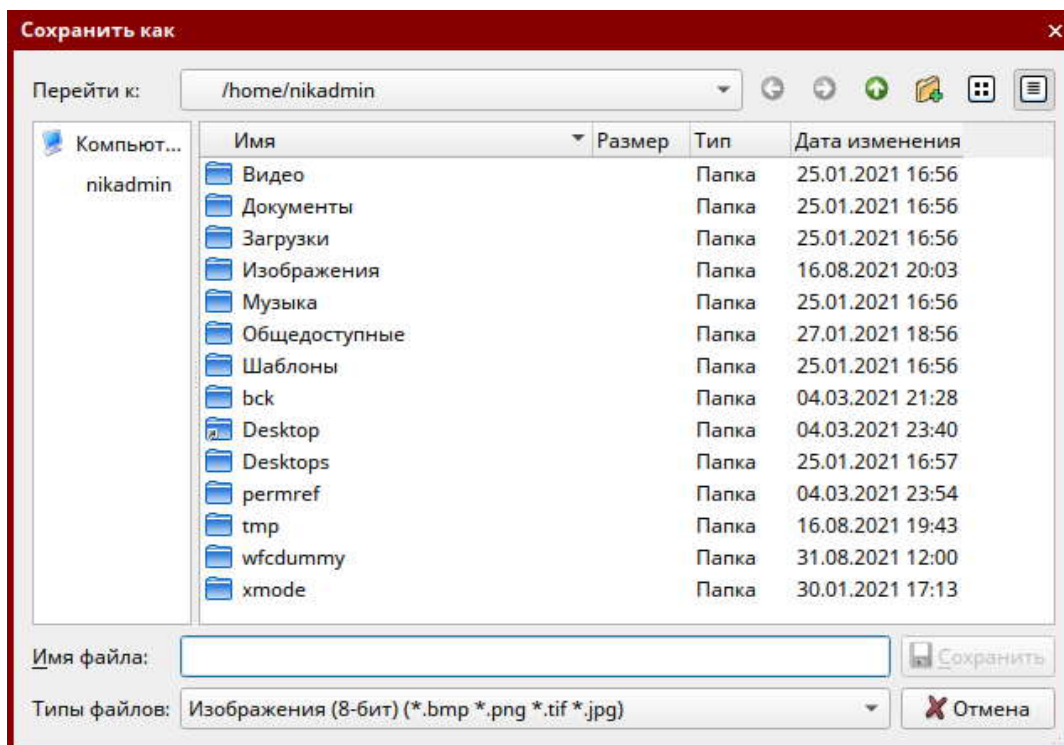 Сохранить как
Перейти к: /home/nikadmin
Компьют...
nikadmin
Имя Размер Тип Дата изменения
Видео Папка 25.01.2021 16:56
Документы Папка 25.01.2021 16:56
Загрузки Папка 25.01.2021 16:56
Изображения Папка 16.08.2021 20:03
Музыка Папка 25.01.2021 16:56
Общедоступные Папка 27.01.2021 18:56
Шаблоны Папка 25.01.2021 16:56
bck Папка 04.03.2021 21:28
Desktop Папка 04.03.2021 23:40
Desktops Папка 25.01.2021 16:57
permref Папка 04.03.2021 23:54
tmp Папка 16.08.2021 19:43
wfcdummy Папка 31.08.2021 12:00
xmode Папка 30.01.2021 17:13
Имя файла: Сохранить
Типы файлов: Изображения (8-бит) (*.bmp *.png *.tif *.jpg) Отмена